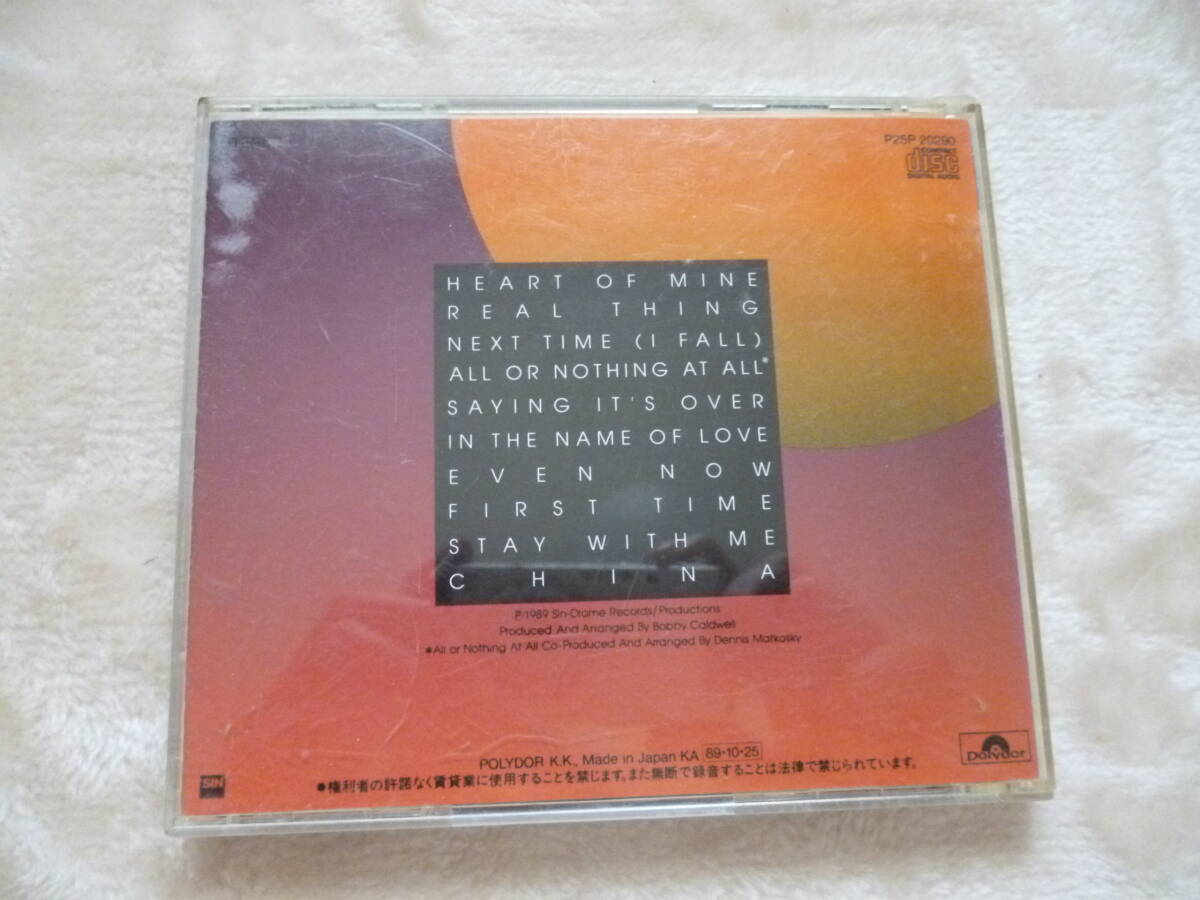 P25P 20290
COMPACT
disc
DIGITAL AUDIO
HEART OF MINE
REAL THING
NEXT TIME (I FALL)
ALL OR NOTHING AT ALL*
SAYING IT'S OVER
IN THE NAME OF LOVE
EVEN NOW
FIRST TIME
STAY WITH ME
CHINA
P:1989 Sin-Drome Records/Productions
Produced And Arranged By Bobby Caldwell
*All or Nothing At All Co-Produced And Arranged By Dennis Matkosky
POLYDOR K.K., Made in Japan KA 89・10・25
Polydor
SIN
●権利者の許諾なく賃貸業に使用することを禁じます。また無断で録音することは法律で禁じられています。